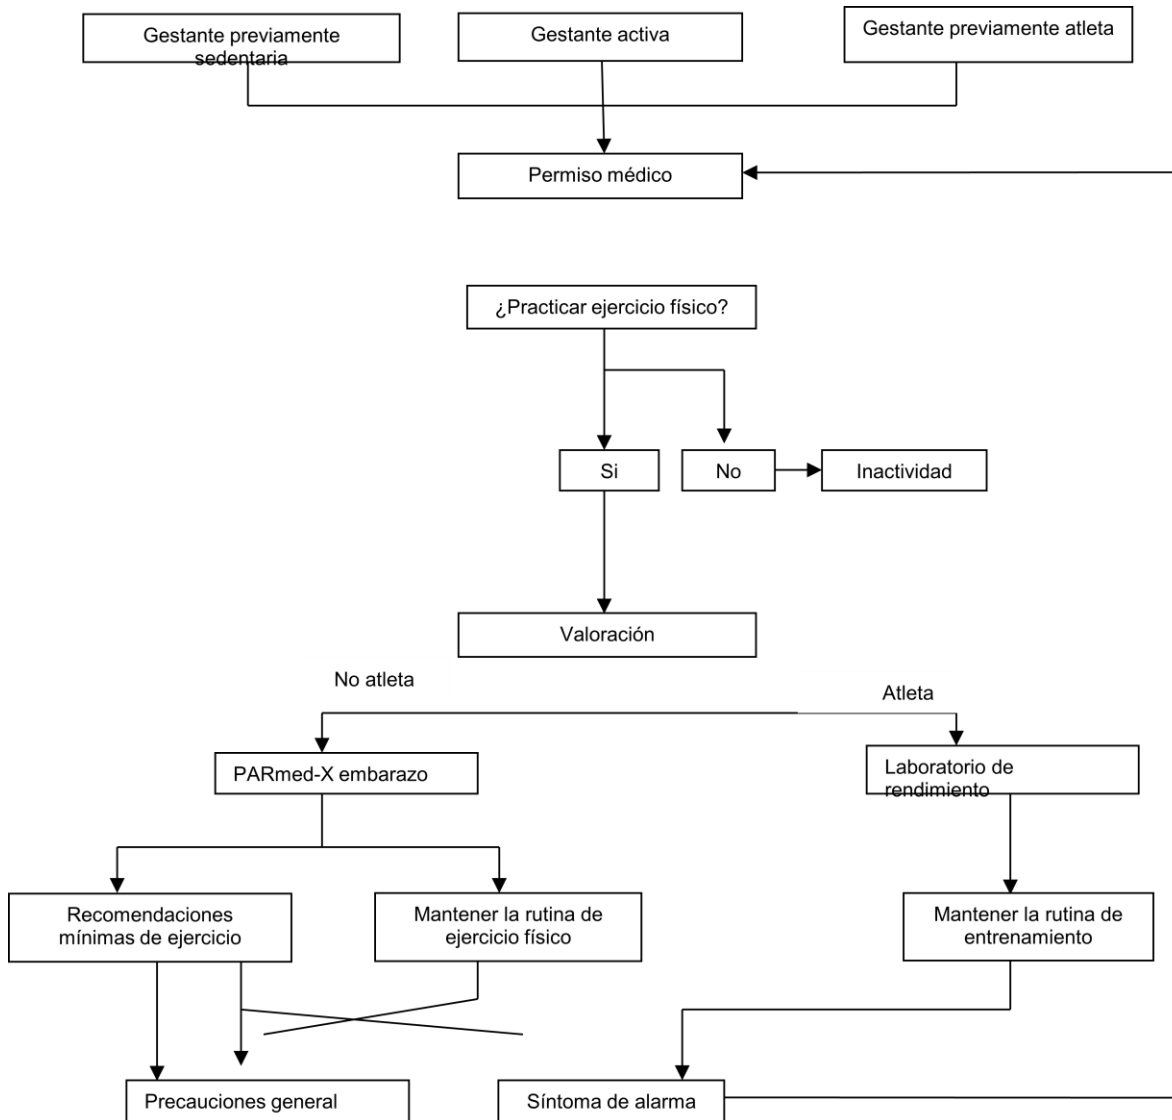 Gestante previamente
sedentaria
Gestante activa
Gestante previamente atleta
Permiso médico
¿Practicar ejercicio físico?
Si
No
Inactividad
Valoración
No atleta
Atleta
PARmed-X embarazo
Laboratorio de
rendimiento
Recomendaciones
mínimas de ejercicio
Mantener la rutina de
ejercicio físico
Mantener la rutina de
entrenamiento
Precauciones general
Síntoma de alarma